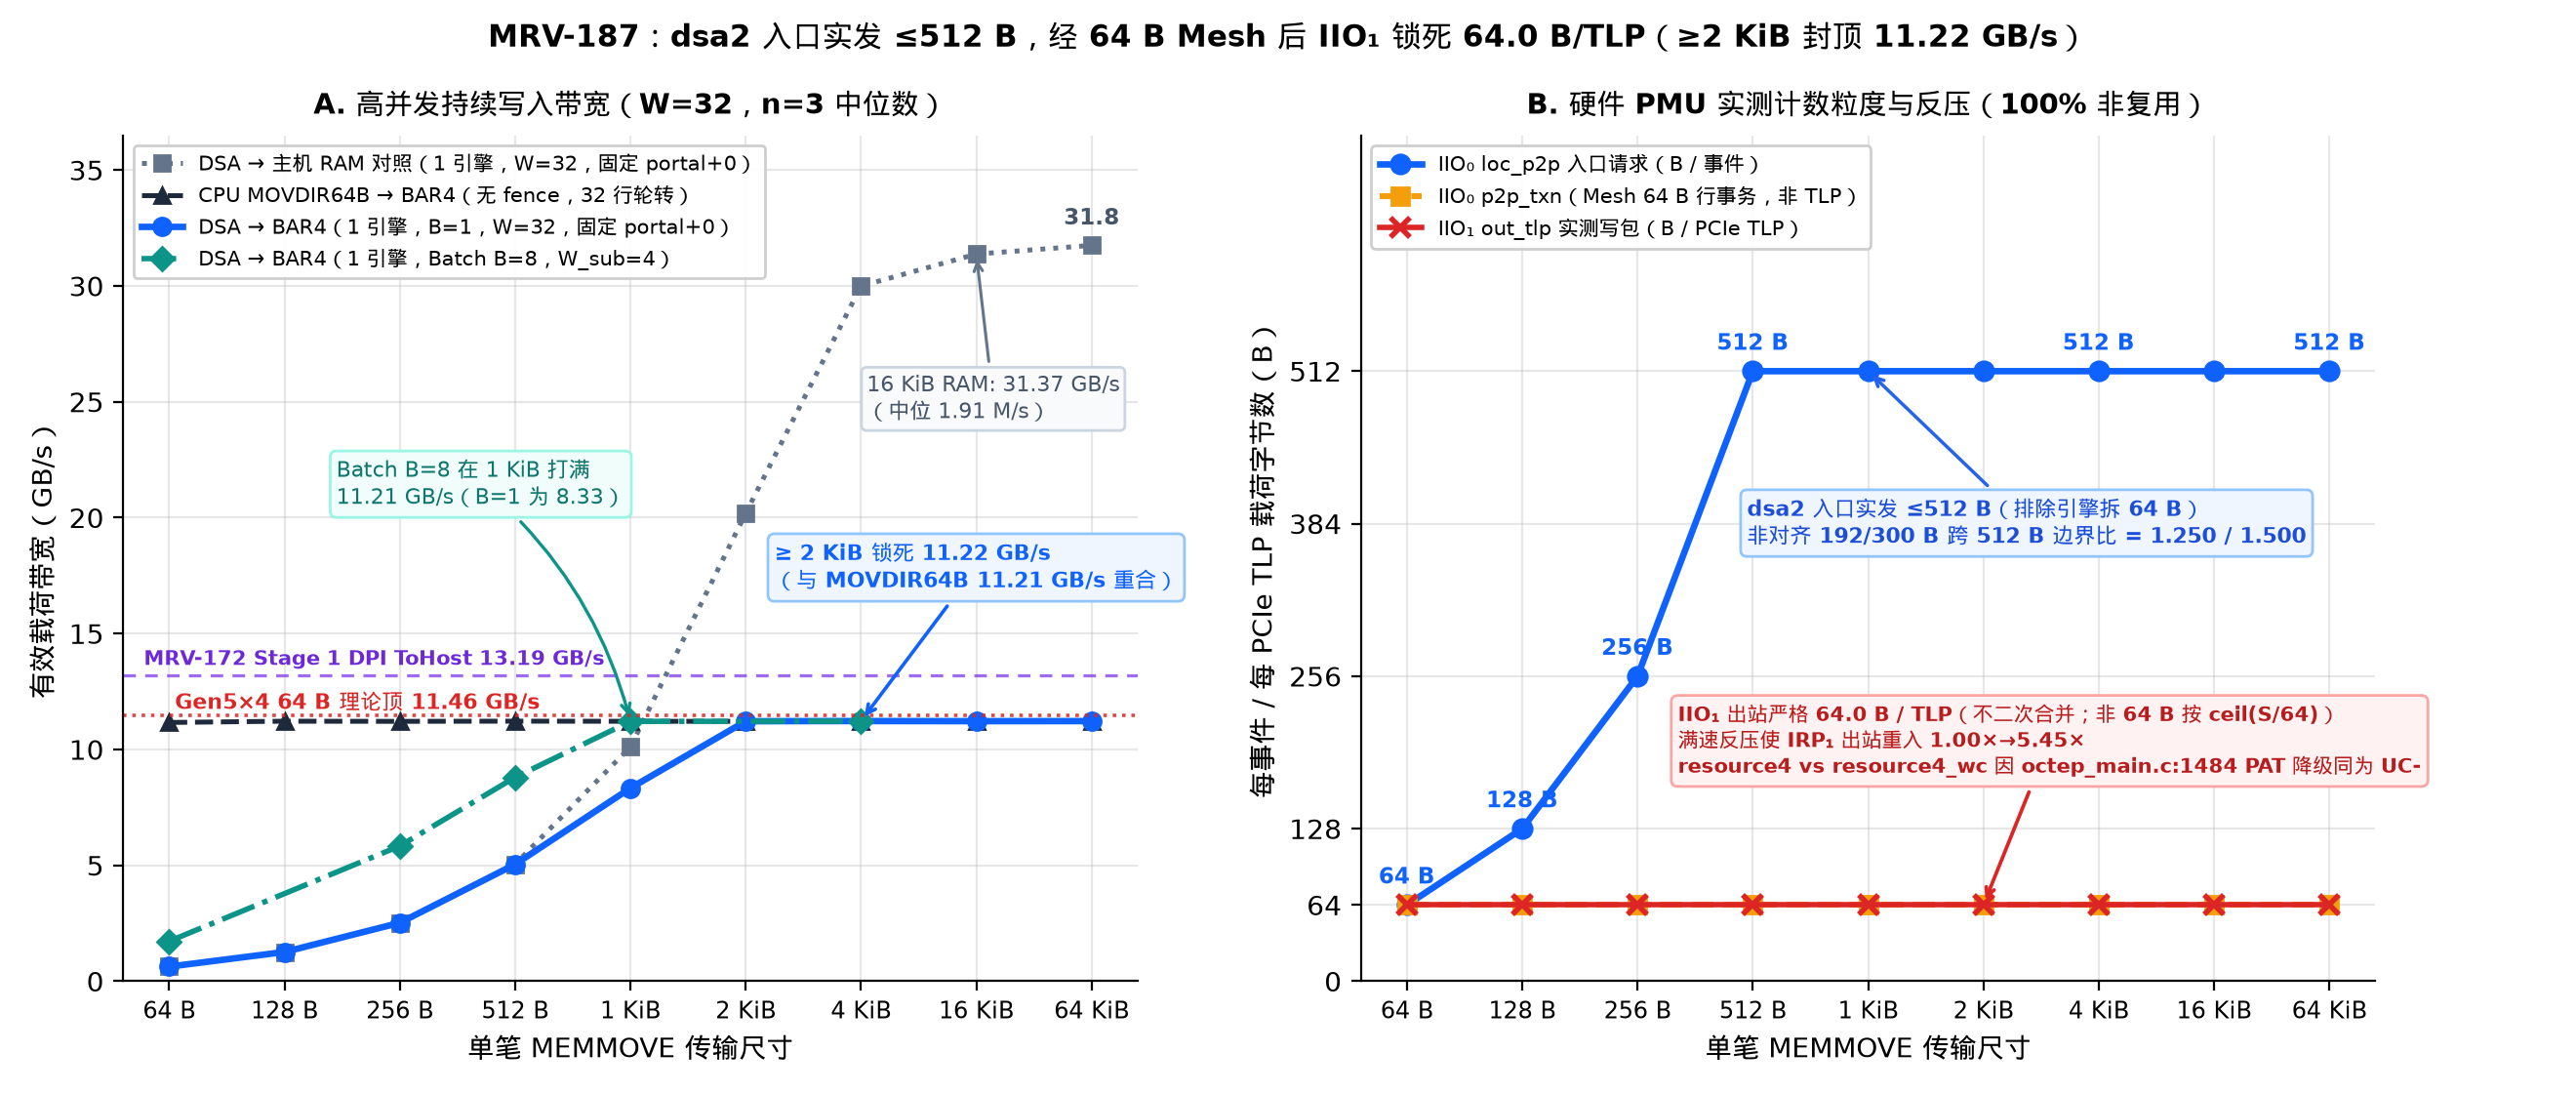 MRV-187：dsa2 入口实发 ≤512 B，经 64 B Mesh 后 IIO₁ 锁死 64.0 B/TLP（≥2 KiB 封顶 11.22 GB/s）
A. 高并发持续写入带宽（W=32，n=3 中位数）
DSA → 主机 RAM 对照（1 引擎，W=32，固定 portal+0）
CPU MOVDIR64B → BAR4（无 fence，32 行轮转）
DSA → BAR4（1 引擎，B=1，W=32，固定 portal+0）
DSA → BAR4（1 引擎，Batch B=8，W_sub=4）
31.8
16 KiB RAM: 31.37 GB/s
（中位 1.91 M/s）
Batch B=8 在 1 KiB 打满
11.21 GB/s（B=1 为 8.33）
≥ 2 KiB 锁死 11.22 GB/s
（与 MOVDIR64B 11.21 GB/s 重合）
MRV-172 Stage 1 DPI ToHost 13.19 GB/s
Gen5×4 64 B 理论顶 11.46 GB/s
有效载荷带宽（GB/s）
35
30
25
20
15
10
5
0
64 B 128 B 256 B 512 B 1 KiB 2 KiB 4 KiB 16 KiB 64 KiB
单笔 MEMMOVE 传输尺寸
B. 硬件 PMU 实测计数粒度与反压（100% 非复用）
IIO₀ loc_p2p 入口请求（B / 事件）
IIO₀ p2p_txn（Mesh 64 B 行事务，非 TLP）
IIO₁ out_tlp 实测写包（B / PCIe TLP）
512 B 512 B 512 B
dsa2 入口实发 ≤512 B（排除引擎拆 64 B）
非对齐 192/300 B 跨 512 B 边界比 = 1.250 / 1.500
256 B
IIO₁ 出站严格 64.0 B / TLP（不二次合并；非 64 B 按 ceil(S/64)）
满速反压使 IRP₁ 出站重入 1.00×→5.45×
resource4 vs resource4_wc 因 octep_main.c:1484 PAT 降级同为 UC-
128 B
64 B
每事件 / 每 PCIe TLP 载荷字节数（B）
512
384
256
128
64
0
64 B 128 B 256 B 512 B 1 KiB 2 KiB 4 KiB 16 KiB 64 KiB
单笔 MEMMOVE 传输尺寸